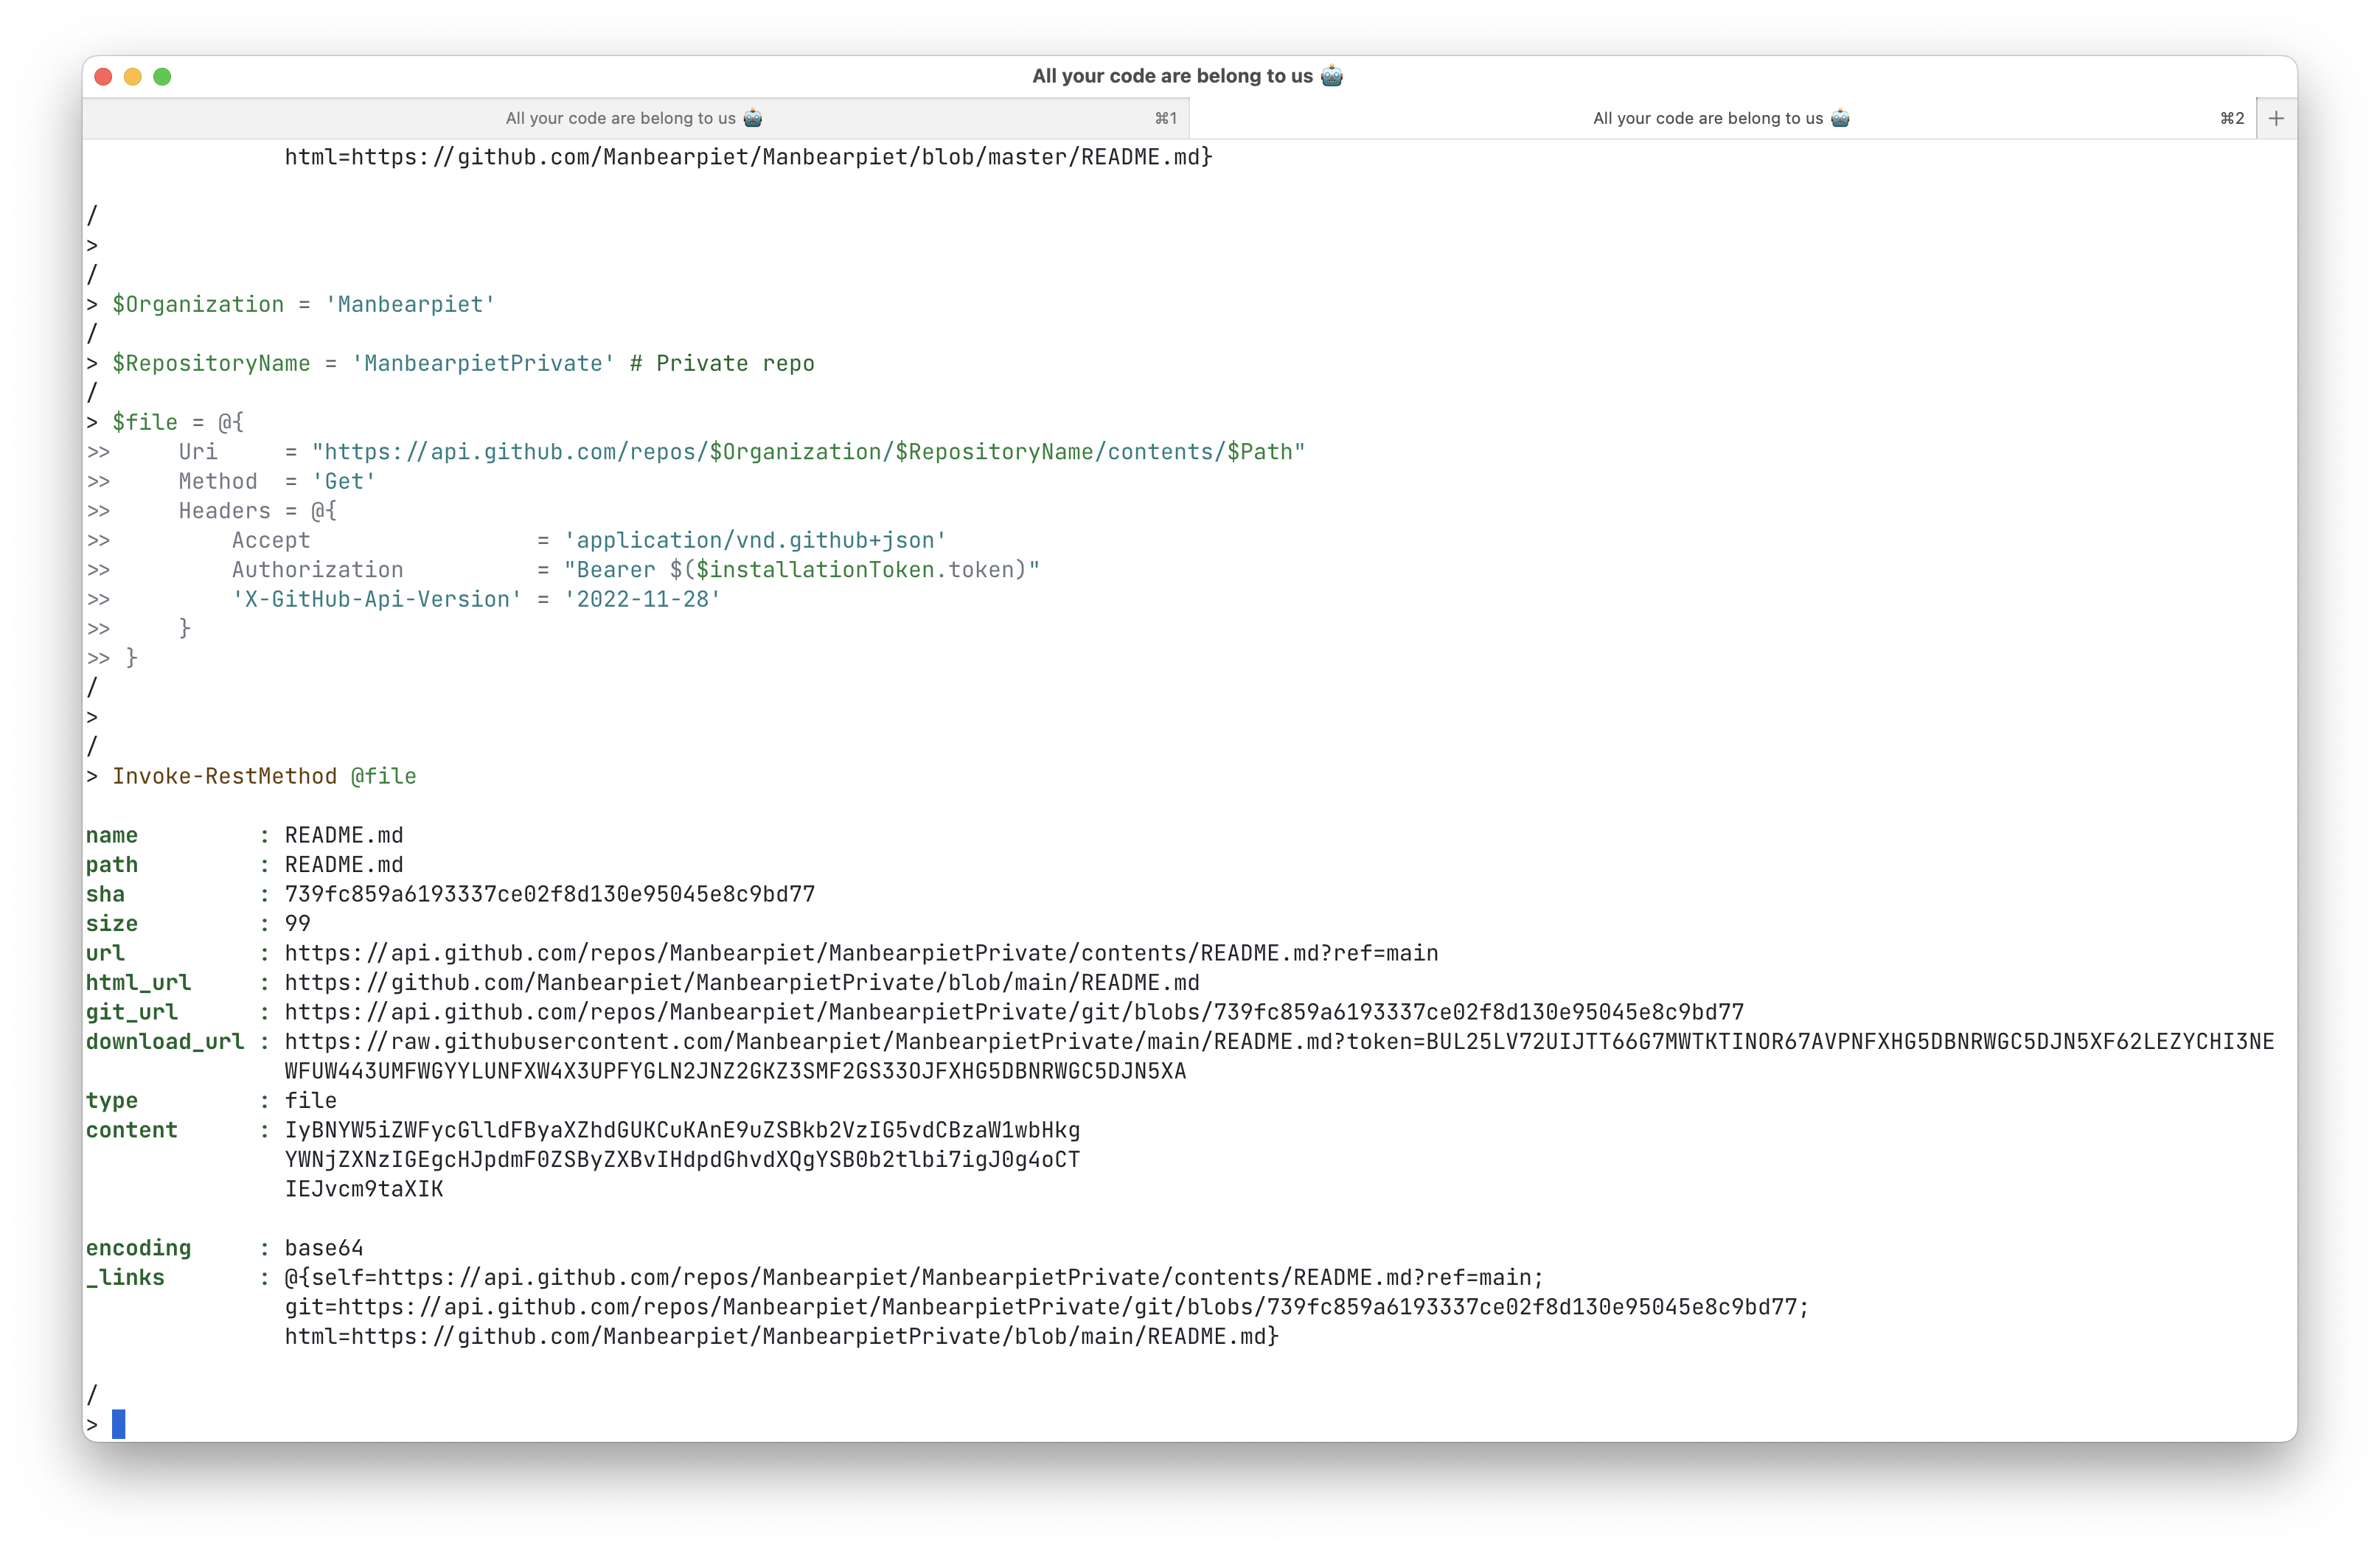 All your code are belong to us 🤖
All your code are belong to us 🤖 ⌘1 All your code are belong to us 🤖 ⌘2 +
html=https://github.com/Manbearpiet/Manbearpiet/blob/master/README.md}
/
>
/
> $Organization = 'Manbearpiet'
/
> $RepositoryName = 'ManbearpietPrivate' # Private repo
/
> $file = @{
>>     Uri     = "https://api.github.com/repos/$Organization/$RepositoryName/contents/$Path"
>>     Method  = 'Get'
>>     Headers = @{
>>         Accept                 = 'application/vnd.github+json'
>>         Authorization          = "Bearer $($installationToken.token)"
>>         'X-GitHub-Api-Version' = '2022-11-28'
>>     }
>> }
/
>
/
> Invoke-RestMethod @file
name         : README.md
path         : README.md
sha          : 739fc859a6193337ce02f8d130e95045e8c9bd77
size         : 99
url          : https://api.github.com/repos/Manbearpiet/ManbearpietPrivate/contents/README.md?ref=main
html_url     : https://github.com/Manbearpiet/ManbearpietPrivate/blob/main/README.md
git_url      : https://api.github.com/repos/Manbearpiet/ManbearpietPrivate/git/blobs/739fc859a6193337ce02f8d130e95045e8c9bd77
download_url : https://raw.githubusercontent.com/Manbearpiet/ManbearpietPrivate/main/README.md?token=BUL25LV72UIJTT66G7MWTKTINOR67AVPNFXHG5DBNRWGC5DJN5XF62LEZYCHI3NE
WFUW443UMFWGYYLUNFXW4X3UPFYGLN2JNZ2GKZ3SMF2GS33OJFXHG5DBNRWGC5DJN5XA
type         : file
content      : IyBNYW5iZWFycGlldFByaXZhdGUKCuKAnE9uZSBkb2VzIG5vdCBzaW1wbHkg
YWNjZXNzIGEgcHJpdmF0ZSByZXBvIHdpdGhvdXQgYSB0b2tlbi7igJ0g4oCT
IEJvcm9taXIK
encoding     : base64
_links       : @{self=https://api.github.com/repos/Manbearpiet/ManbearpietPrivate/contents/README.md?ref=main;
git=https://api.github.com/repos/Manbearpiet/ManbearpietPrivate/git/blobs/739fc859a6193337ce02f8d130e95045e8c9bd77;
html=https://github.com/Manbearpiet/ManbearpietPrivate/blob/main/README.md}
/
>